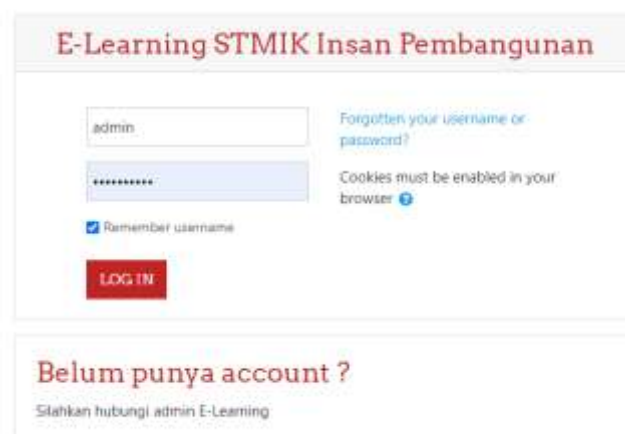 E-Learning STMIK Insan Pembangunan
admin
Forgotten your username or
password?
••••••••••
Cookies must be enabled in your
browser
Remember username
LOG IN
Belum punya account ?
Silahkan hubungi admin E-Learning